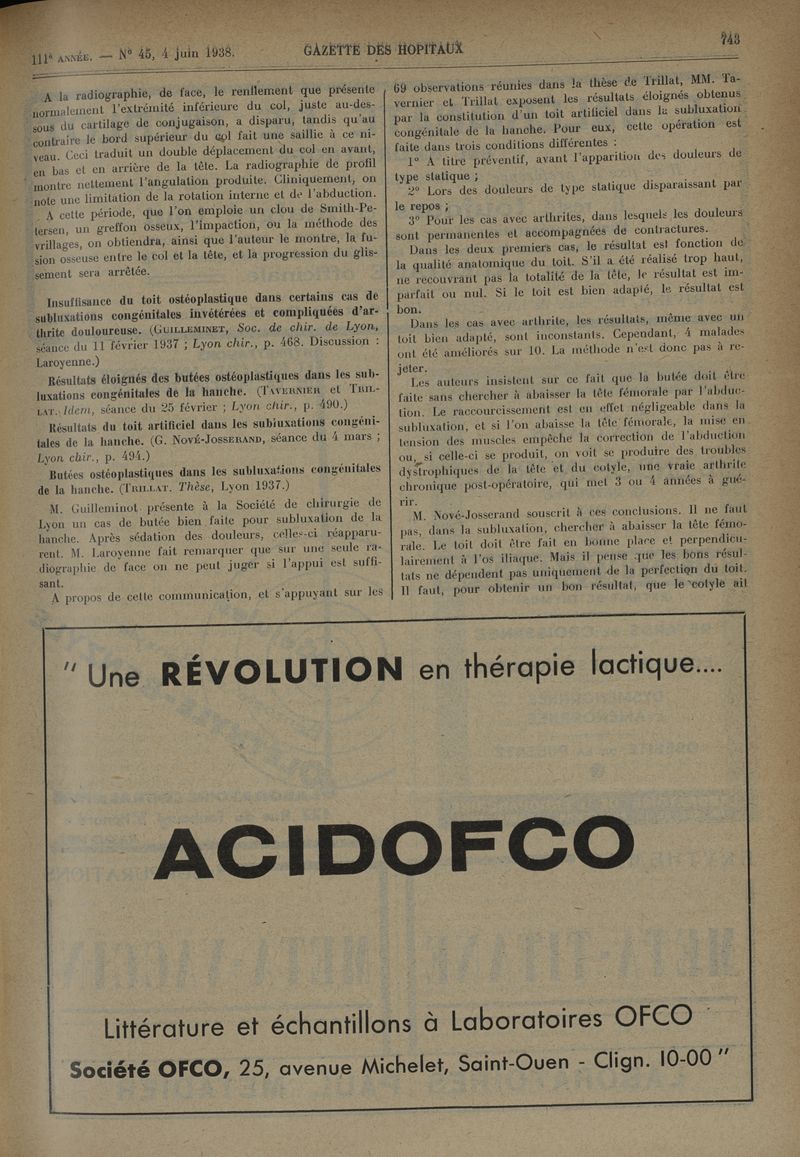 111e ANNÉE. — N° 45, 4 juin 1938.
GAZETTE DES HOPITAUX
743
A la radiographie, de face, le renflement que présente
normalement l'extrémité inférieure du col, juste au-des-
sous du cartilage de conjugaison, a disparu, tandis qu'au
contraire le bord supérieur du col fait une saillie à ce ni-
veau. Ceci traduit un double déplacement du col en avant,
en bas et en arrière de la tête. La radiographie de profil
montre nettement l'angulation produite. Cliniquement, on
note une limitation de la rotation interne et de l'abduction.
A cette période, que l'on emploie un clou de Smith-Pe-
tersen, un greffon osseux, l'impaction, ou la méthode des
vrillages, on obtiendra, ainsi que l'auteur le montre, la fu-
sion osseuse entre le col et la tête, et la progression du glis-
sement sera arrêtée.
Insuffisance du toit ostéoplastique dans certains cas de
subluxations congénitales invétérées et compliquées d'ar-
thrite douloureuse. (GUILLEMINET, Soc. de chir. de Lyon,
séance du 11 février 1937 ; Lyon chir., p. 468. Discussion :
Laroyenne.)
Résultats éloignés des butées ostéoplastiques dans les sub-
luxations congénitales de la hanche. (TAVERNIER et TRIL-
LAT. Idem, séance du 25 février ; Lyon chir., p. 490.)
Résultats du toit artificiel dans les subluxations congéni-
tales de la hanche. (G. NOVÉ-JOSSERAND, séance du 4 mars ;
Lyon chir., p. 494.)
Butées ostéoplastiques dans les subluxations congénitales
de la hanche. (TRILLAT. Thèse, Lyon 1937.)
M. Guilleminot présente à la Société de chirurgie de
Lyon un cas de butée bien faite pour subluxation de la
hanche. Après sédation des douleurs, celles-ci réapparu-
rent. M. Laroyenne fait remarquer que sur une seule ra-
diographie de face on ne peut juger si l'appui est suffi-
sant.
A propos de cette communication, et s'appuyant sur les
69 observations réunies dans la thèse de Trillat, MM. Ta-
vernier et Trillat exposent les résultats éloignés obtenus
par la constitution d'un toit artificiel dans la subluxation
congénitale de la hanche. Pour eux, cette opération est
faite dans trois conditions différentes :
1° A titre préventif, avant l'apparition des douleurs de
type statique ;
2° Lors des douleurs de type statique disparaissant par
le repos ;
3° Pour les cas avec arthrites, dans lesquels les douleurs
sont permanentes et accompagnées de contractures.
Dans les deux premiers cas, le résultat est fonction de
la qualité anatomique du toit. S'il a été réalisé trop haut,
ne recouvrant pas la totalité de la tête, le résultat est im-
parfait ou nul. Si le toit est bien adapté, le résultat est
bon.
Dans les cas avec arthrite, les résultats, même avec un
toit bien adapté, sont inconstants. Cependant, 4 malades
ont été améliorés sur 10. La méthode n'est donc pas à re-
jeter.
Les auteurs insistent sur ce fait que la butée doit être
faite sans chercher à abaisser la tête fémorale par l'abduc-
tion. Le raccourcissement est en effet négligeable dans la
subluxation, et si l'on abaisse la tête fémorale, la mise en
tension des muscles empêche la correction de l'abduction
ou, si celle-ci se produit, on voit se produire des troubles
dystrophiques de la tête et du cotyle, une vraie arthrite
chronique post-opératoire, qui met 3 ou 4 années à gué-
rir.
M. Nové-Josserand souscrit à ces conclusions. Il ne faut
pas, dans la subluxation, chercher à abaisser la tête fémo-
rale. Le toit doit être fait en bonne place et perpendicu-
lairement à l'os iliaque. Mais il pense que les bons résul-
tats ne dépendent pas uniquement de la perfection du toit.
Il faut, pour obtenir un bon résultat, que le cotyle ait
" Une RÉVOLUTION en thérapie lactique....
ACIDOFCO
Littérature et échantillons à Laboratoires OFCO
Société OFCO, 25, avenue Michelet, Saint-Ouen - Clign. 10-00 "